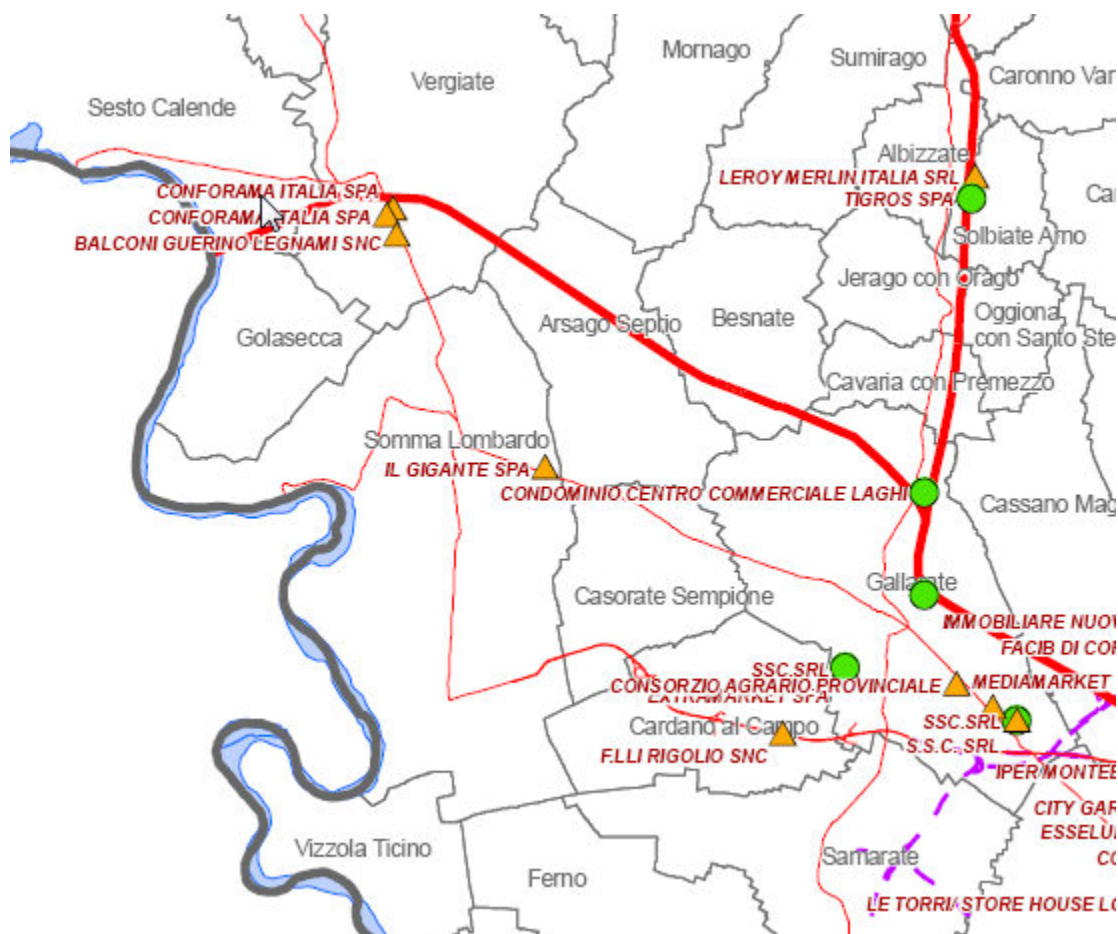 Mornago
Sumirago
Caronno Var
Vergiate
Sesto Calende
Albizzate
LEROY MERLIN ITALIA SRL
TIGROS SPA
CONFORAMA ITALIA SPA
CONFORAMA ITALIA SPA
BALCONI GUERINO LEGNAMI SNC
Solbiate Arno
Jerago con Orago
Oggiona
con Santo Ste
Arsago Seprio
Besnate
Golasecca
Cavaria con Premezzo
Somma Lombardo
IL GIGANTE SPA
CONDOMINIO CENTRO COMMERCIALE LAGHI
Cassano Mag
Gallarate
Casorate Sempione
IMMOBILIARE NUOV
FACIB DI COR
SSC SRL
CONSORZIO AGRARIO PROVINCIALE
MEDIAMARKET
EXTRAMARKET SPA
Cardano al Campo
SSC SRL
S.S.C. SRL
F.LLI RIGOLIO SNC
IPER MONTEB
CITY GAR
ESSELU
CO
Vizzola Ticino
Samarate
Ferno
LE TORRI
STORE HOUSE LO